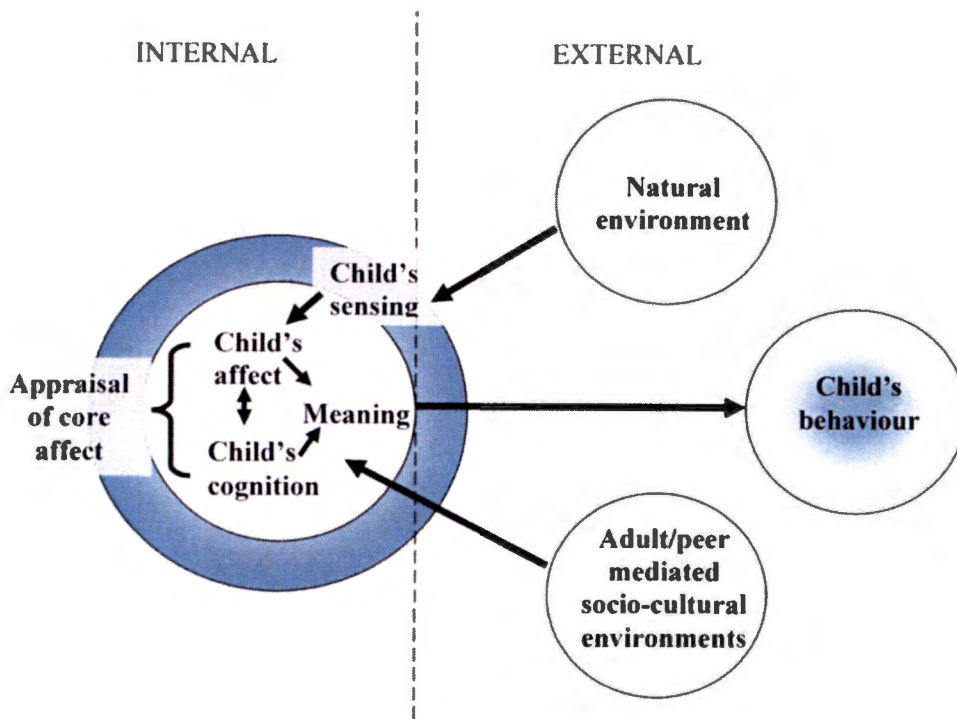 INTERNAL
EXTERNAL
Natural
environment
Child's
sensing
Child's
affect
Appraisal
of core
affect
Meaning
Child's
cognition
Child's
behaviour
Adult/peer
mediated
socio-cultural
environments